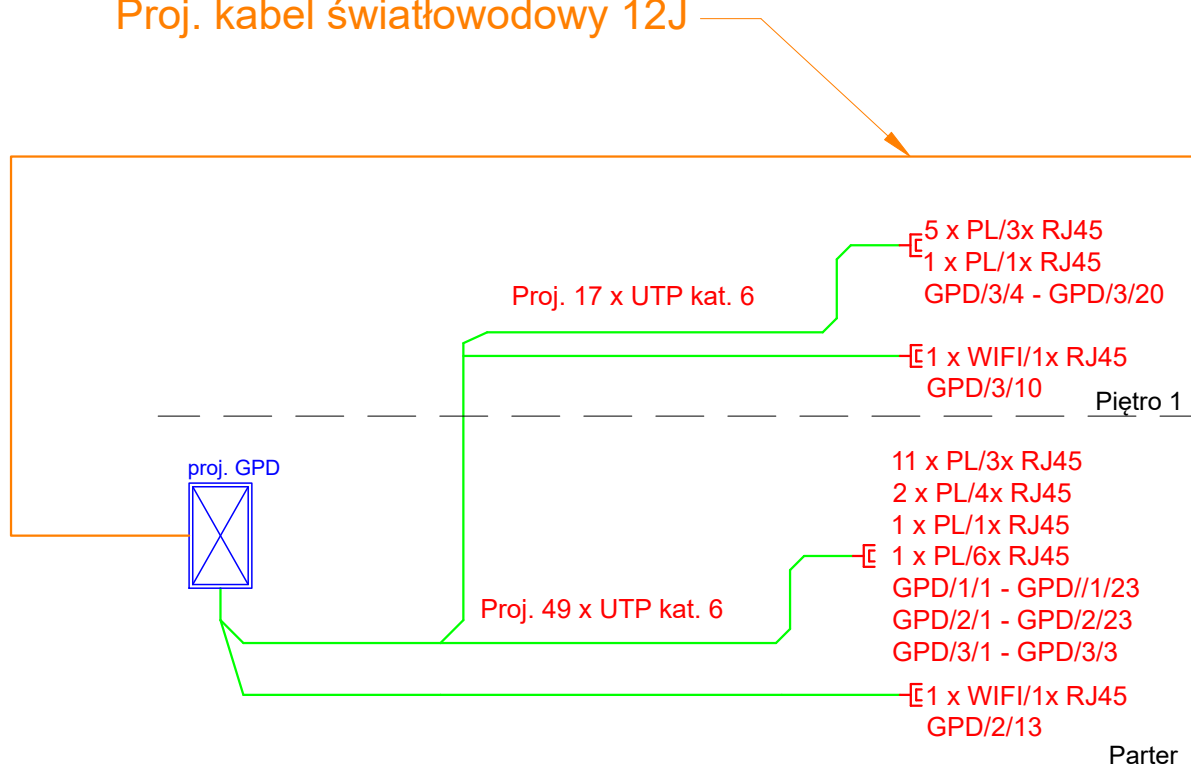 Proj. kabel światłowodowy 12J
5 x PL/3x RJ45
1 x PL/1x RJ45
GPD/3/4 - GPD/3/20
Proj. 17 x UTP kat. 6
1 x WIFI/1x RJ45
GPD/3/10
Piętro 1
proj. GPD
11 x PL/3x RJ45
2 x PL/4x RJ45
1 x PL/1x RJ45
1 x PL/6x RJ45
GPD/1/1 - GPD//1/23
GPD/2/1 - GPD/2/23
GPD/3/1 - GPD/3/3
Proj. 49 x UTP kat. 6
1 x WIFI/1x RJ45
GPD/2/13
Parter